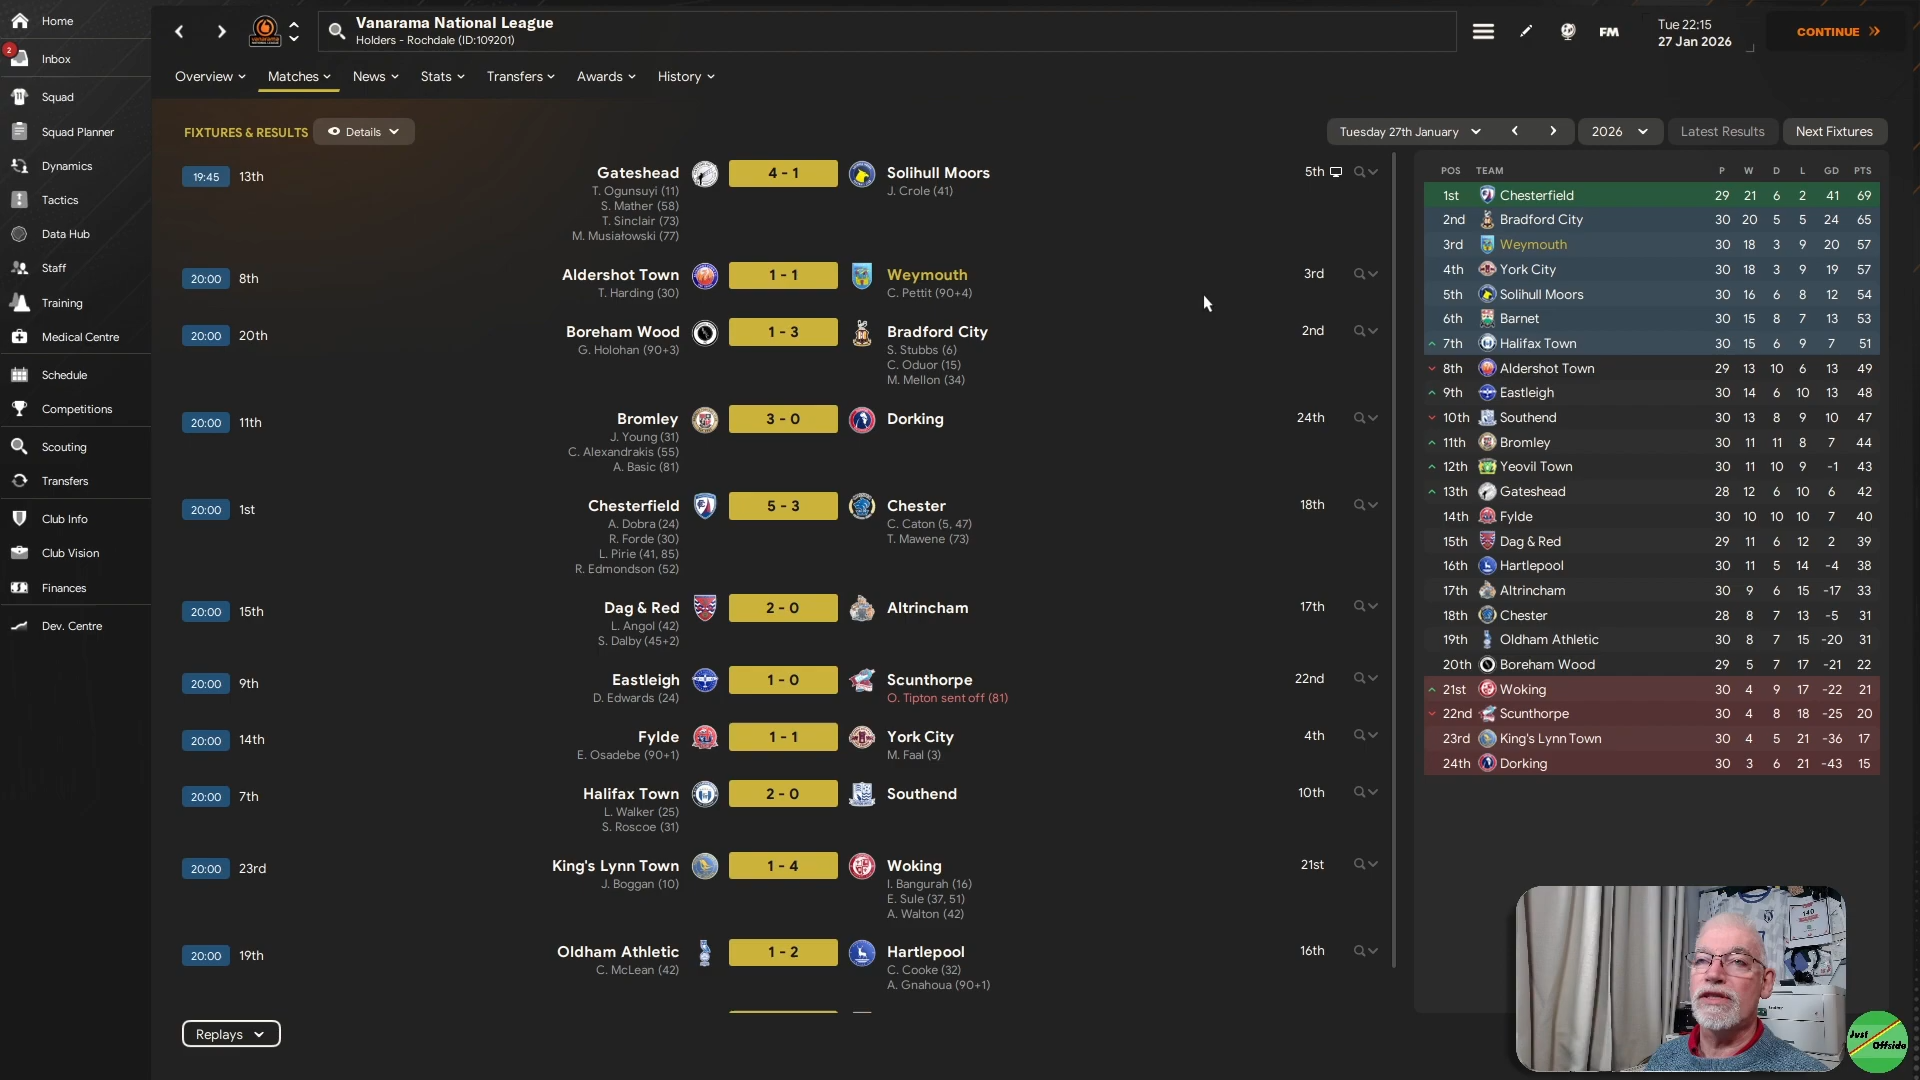 Home
2
Inbox
Squad
Squad Planner
Dynamics
Tactics
Data Hub
Staff
Training
Medical Centre
Schedule
Competitions
Scouting
Transfers
Club Info
Club Vision
Finances
Dev. Centre
Vanarama National League
Holders - Rochdale (ID:109201)
FM
Tue 22:15
27 Jan 2026
CONTINUE
Overview Matches News Stats Transfers Awards History
FIXTURES & RESULTS Details
Tuesday 27th January 2026 Latest Results Next Fixtures
19:45 13th Gateshead 4 - 1 Solihull Moors 5th
T. Ogunsuyi (11) J. Crole (41)
S. Mather (58)
T. Sinclair (73)
M. Musiałowski (77)
20:00 8th Aldershot Town 1 - 1 Weymouth 3rd
T. Harding (30) C. Pettit (90+4)
20:00 20th Boreham Wood 1 - 3 Bradford City 2nd
G. Holohan (90+3) S. Stubbs (6)
C. Oduor (15)
M. Mellon (34)
20:00 11th Bromley 3 - 0 Dorking 24th
J. Young (31)
C. Alexandrakis (55)
A. Basic (81)
20:00 1st Chesterfield 5 - 3 Chester 18th
A. Dobra (24) C. Caton (5, 47)
R. Forde (30) T. Mawene (73)
L. Pirie (41, 85)
R. Edmondson (52)
20:00 15th Dag & Red 2 - 0 Altrincham 17th
L. Angol (42)
S. Dalby (45+2)
20:00 9th Eastleigh 1 - 0 Scunthorpe 22nd
D. Edwards (24) O. Tipton sent off (81)
20:00 14th Fylde 1 - 1 York City 4th
E. Osadebe (90+1) M. Faal (3)
20:00 7th Halifax Town 2 - 0 Southend 10th
L. Walker (25)
S. Roscoe (31)
20:00 23rd King's Lynn Town 1 - 4 Woking 21st
J. Boggan (10) I. Bangurah (16)
E. Sule (37, 51)
A. Walton (42)
20:00 19th Oldham Athletic 1 - 2 Hartlepool 16th
C. McLean (42) C. Cooke (32)
A. Gnahoua (90+1)
Replays
POS TEAM P W D L GD PTS
1st Chesterfield 29 21 6 2 41 69
2nd Bradford City 30 20 5 5 24 65
3rd Weymouth 30 18 3 9 20 57
4th York City 30 18 3 9 19 57
5th Solihull Moors 30 16 6 8 12 54
6th Barnet 30 15 8 7 13 53
7th Halifax Town 30 15 6 9 7 51
8th Aldershot Town 29 13 10 6 13 49
9th Eastleigh 30 14 6 10 13 48
10th Southend 30 13 8 9 10 47
11th Bromley 30 11 11 8 7 44
12th Yeovil Town 30 11 10 9 -1 43
13th Gateshead 28 12 6 10 6 42
14th Fylde 30 10 10 10 7 40
15th Dag & Red 29 11 6 12 2 39
16th Hartlepool 30 11 5 14 -4 38
17th Altrincham 30 9 6 15 -17 33
18th Chester 28 8 7 13 -5 31
19th Oldham Athletic 30 8 7 15 -20 31
20th Boreham Wood 29 5 7 17 -21 22
21st Woking 30 4 9 17 -22 21
22nd Scunthorpe 30 4 8 18 -25 20
23rd King's Lynn Town 30 4 5 21 -36 17
24th Dorking 30 3 6 21 -43 15
140
Just
Offside